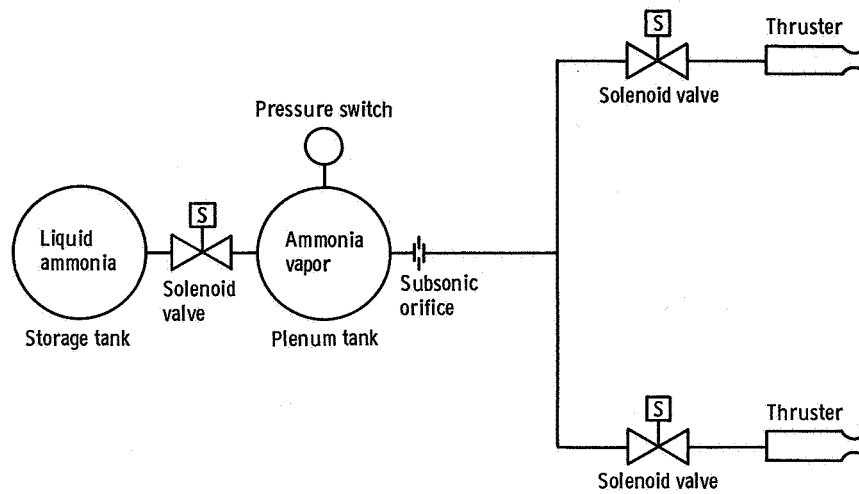 S
Thruster
Solenoid valve
Pressure switch
S
Liquid
ammonia
Ammonia
vapor
Solenoid
valve
Subsonic
orifice
Storage tank
Plenum tank
S
Thruster
Solenoid valve